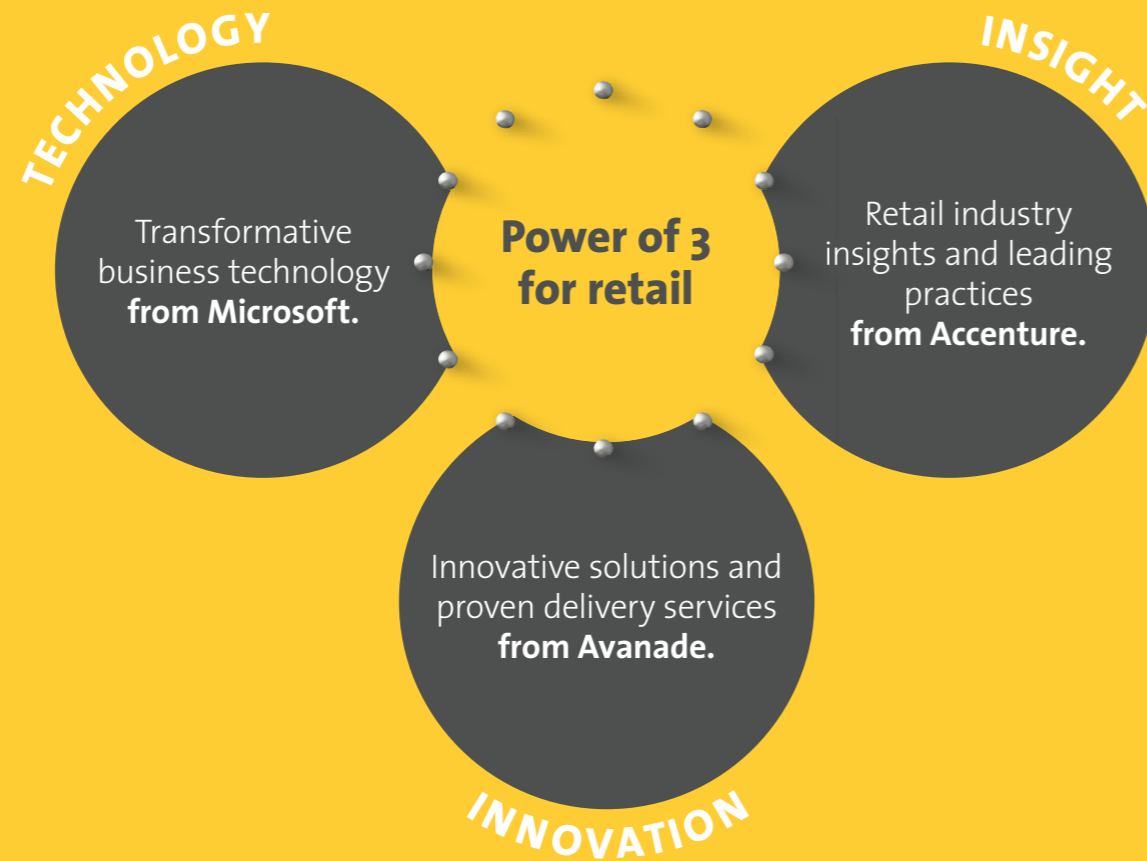 TECHNOLOGY
Transformative
business technology
from Microsoft.
Power of 3
for retail
INSIGHT
Retail industry
insights and leading
practices
from Accenture.
Innovative solutions and
proven delivery services
from Avanade.
INNOVATION